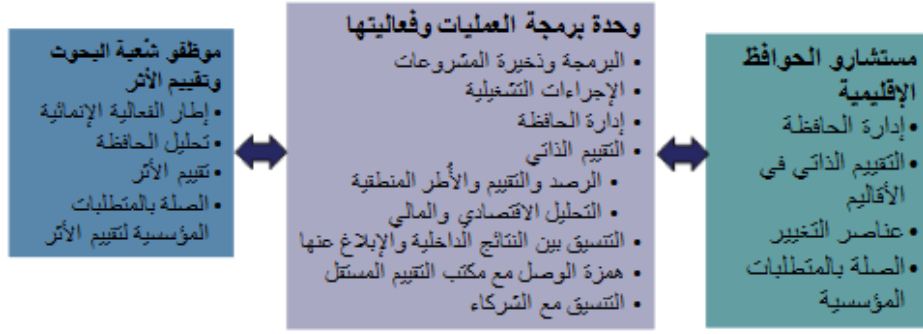 مستشارو الحوافظ
الإقليمية
• إدارة الحافظة
• التقييم الذاتي في
الأقاليم
• عناصر التغيير
• الصلة بالمتطلبات
المؤسسية
وحدة برمجة العمليات وفعاليتها
• البرمجة وذخيرة المشروعات
• الإجراءات التشغيلية
• إدارة الحافظة
• التقييم الذاتي
• الرصد والتقييم والأُطر المنطقية
• التحليل الاقتصادي والمالي
• التنسيق بين النتائج الداخلية والإبلاغ عنها
• همزة الوصل مع مكتب التقييم المستقل
• التنسيق مع الشركاء
موظفو شعبة البحوث
وتقييم الأثر
• إطار الفعالية الإنمائية
• تحليل الحافظة
• تقييم الأثر
• الصلة بالمتطلبات
المؤسسية لتقييم الأثر